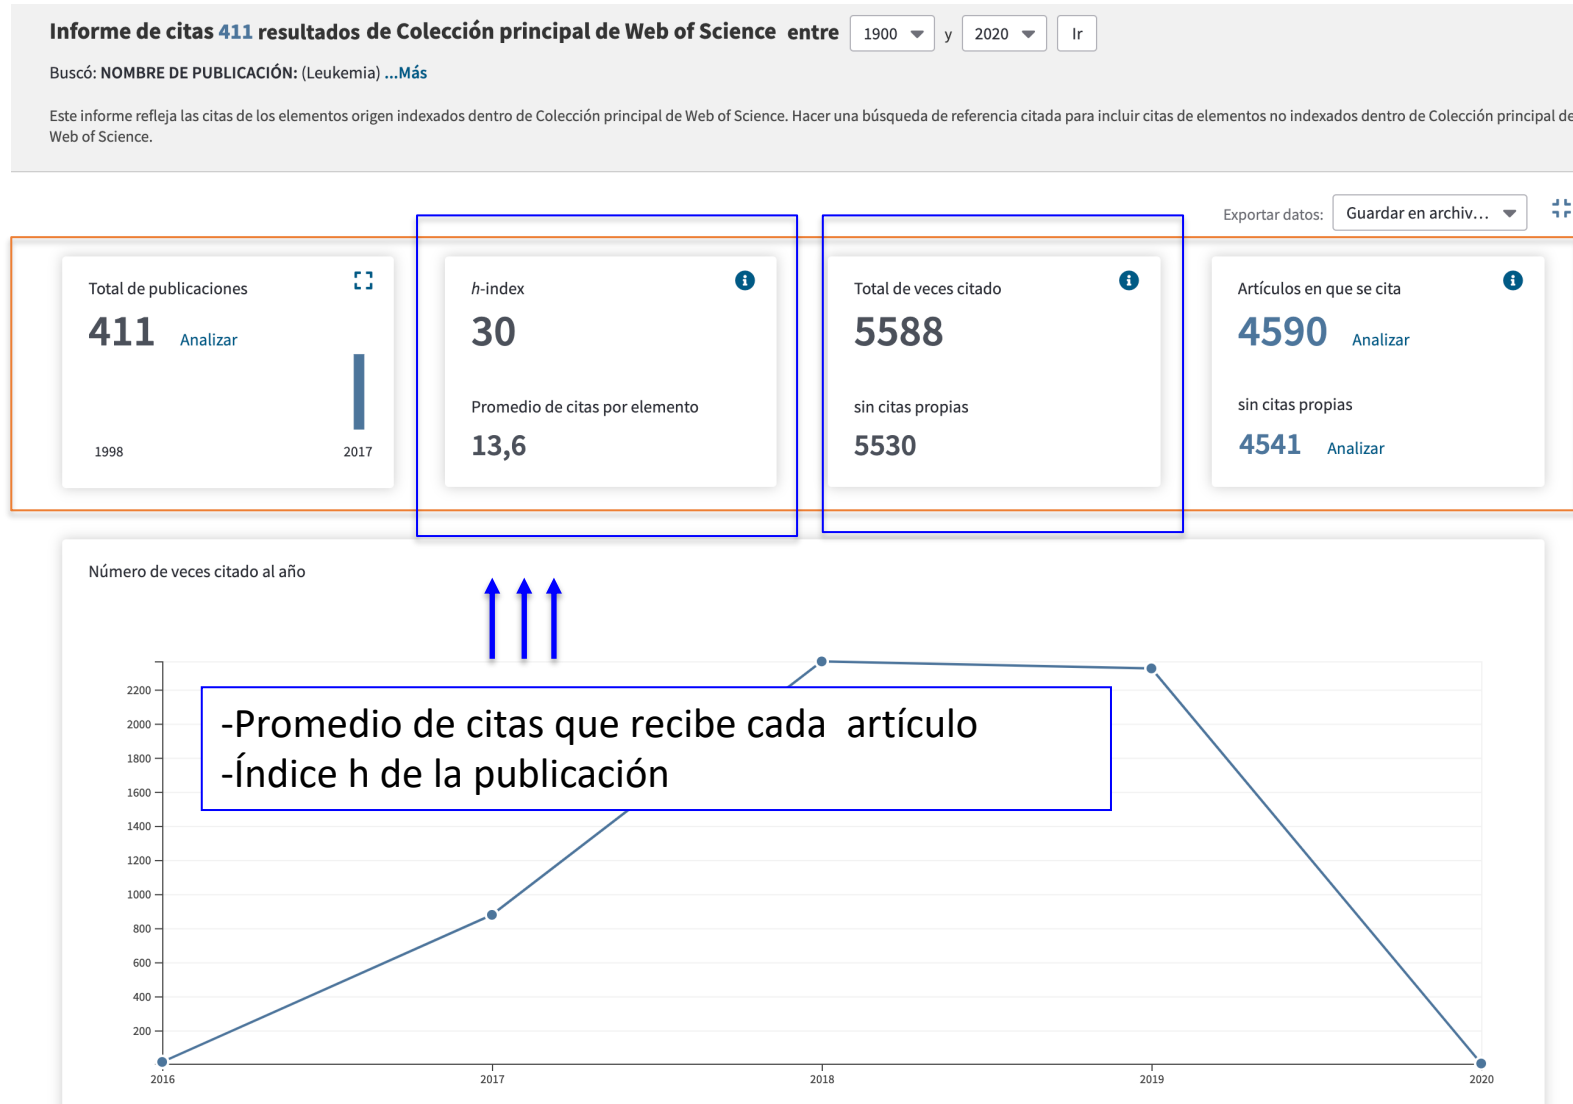 Informe de citas 411 resultados de Colección principal de Web of Science entre 1900 y 2020 Ir
Buscó: NOMBRE DE PUBLICACIÓN: (Leukemia) ...Más
Este informe refleja las citas de los elementos origen indexados dentro de Colección principal de Web of Science. Hacer una búsqueda de referencia citada para incluir citas de elementos no indexados dentro de Colección principal de
Web of Science.
Exportar datos: Guardar en archiv...
Total de publicaciones
411 Analizar
1998 2017
h-index
30
Promedio de citas por elemento
13,6
Total de veces citado
5588
sin citas propias
5530
Artículos en que se cita
4590 Analizar
sin citas propias
4541 Analizar
Número de veces citado al año
-Promedio de citas que recibe cada artículo
-Índice h de la publicación
2200
2000
1800
1600
1400
1200
1000
800
600
400
200
2016 2017 2018 2019 2020